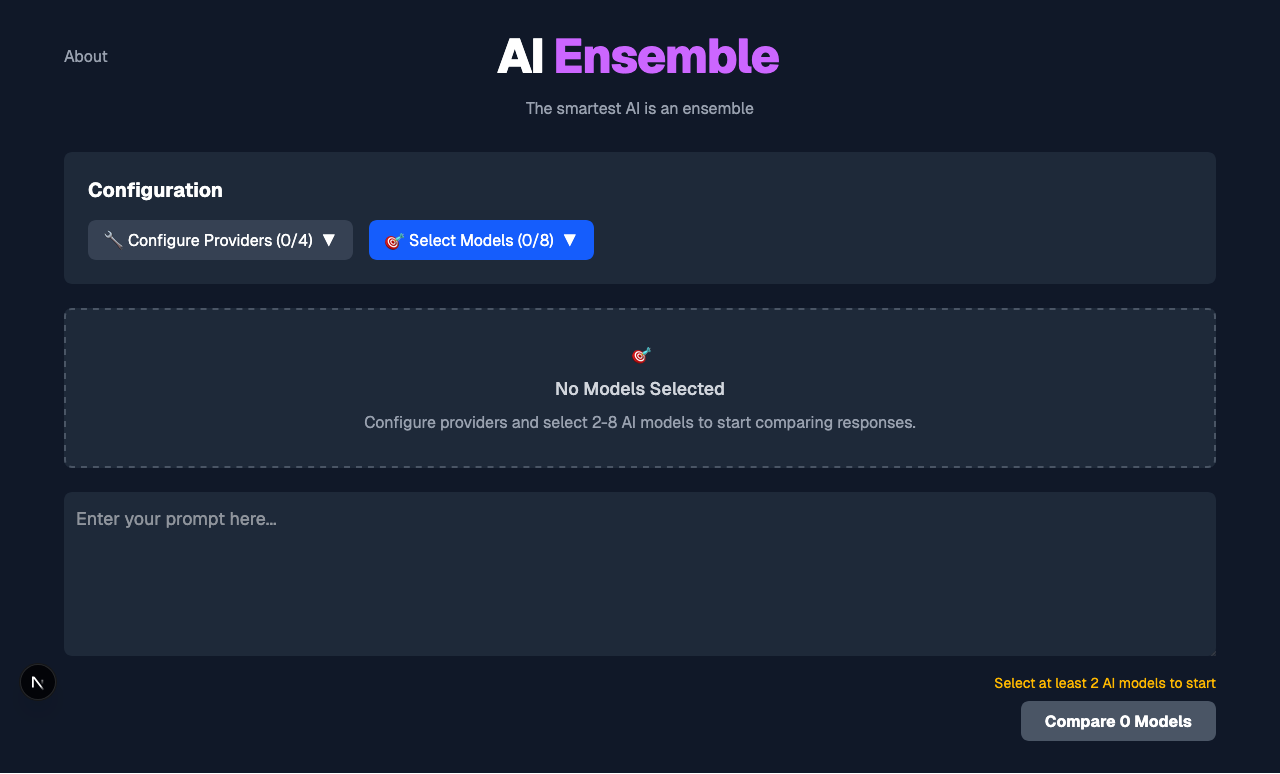 About
AI Ensemble
The smartest AI is an ensemble
Configuration
Configure Providers (0/4) ▼
Select Models (0/8) ▼
No Models Selected
Configure providers and select 2-8 AI models to start comparing responses.
Enter your prompt here...
N
Select at least 2 AI models to start
Compare 0 Models